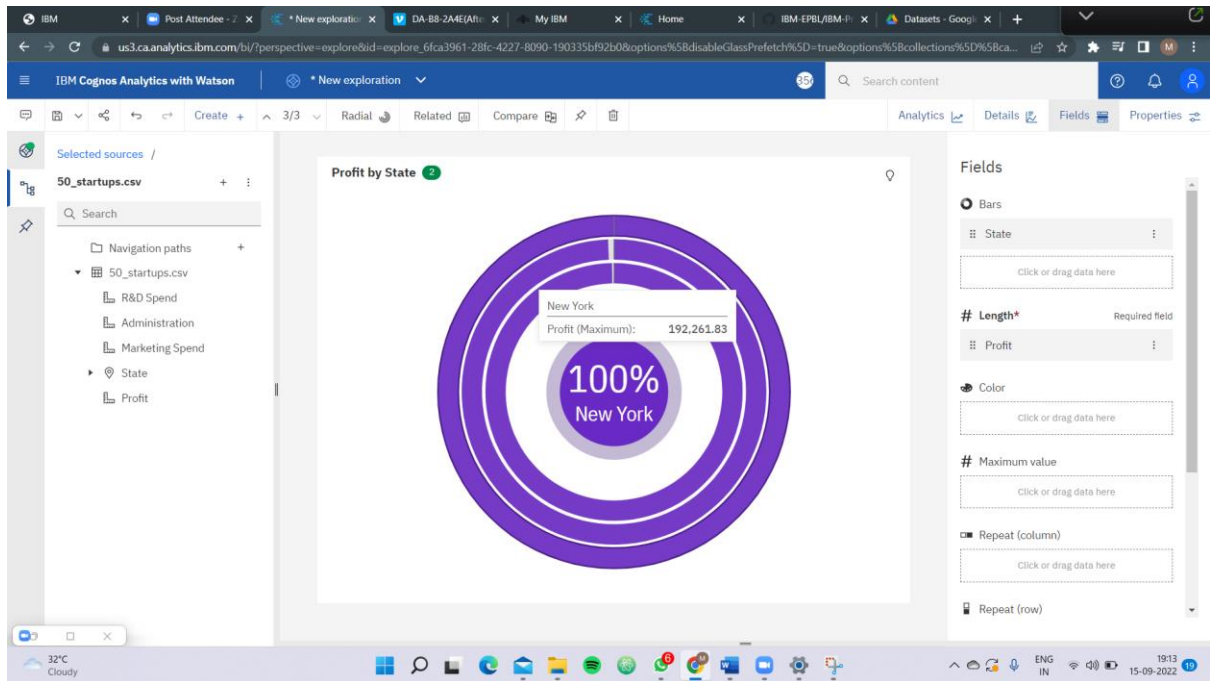 IBM
Post Attendee - Z
* New exploration
DA-B8-2A4E(Afte
My IBM
Home
IBM-EPBL/IBM-Pr
Datasets - Googl
us3.ca.analytics.ibm.com/bi/?perspective=explore&id=explore_6fca3961-28fc-4227-8090-190335bf92b0&options%5BdisableGlassPrefetch%5D=true&options%5Bcollections%5D%5Bca...
M
IBM Cognos Analytics with Watson
* New exploration
Search content
Create +
3/3
Radial
Related
Compare
Analytics
Details
Fields
Properties
Selected sources /
50_startups.csv
Search
Navigation paths
50_startups.csv
R&D Spend
Administration
Marketing Spend
State
Profit
Profit by State 2
New York
Profit (Maximum): 192,261.83
100%
New York
Fields
Bars
State
Click or drag data here
# Length* Required field
Profit
Color
Click or drag data here
# Maximum value
Click or drag data here
Repeat (column)
Click or drag data here
Repeat (row)
32°C
Cloudy
6
M
ENG
IN
19:13
15-09-2022
19